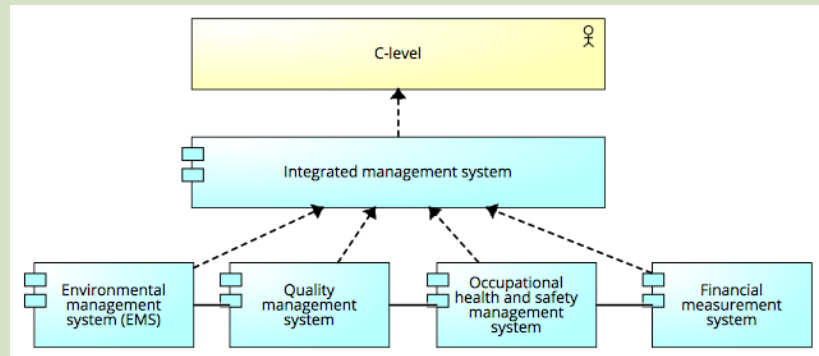 C-level
Integrated management system
Environmental
management
system (EMS)
Quality
management
system
Occupational
health and safety
management
system
Financial
measurement
system